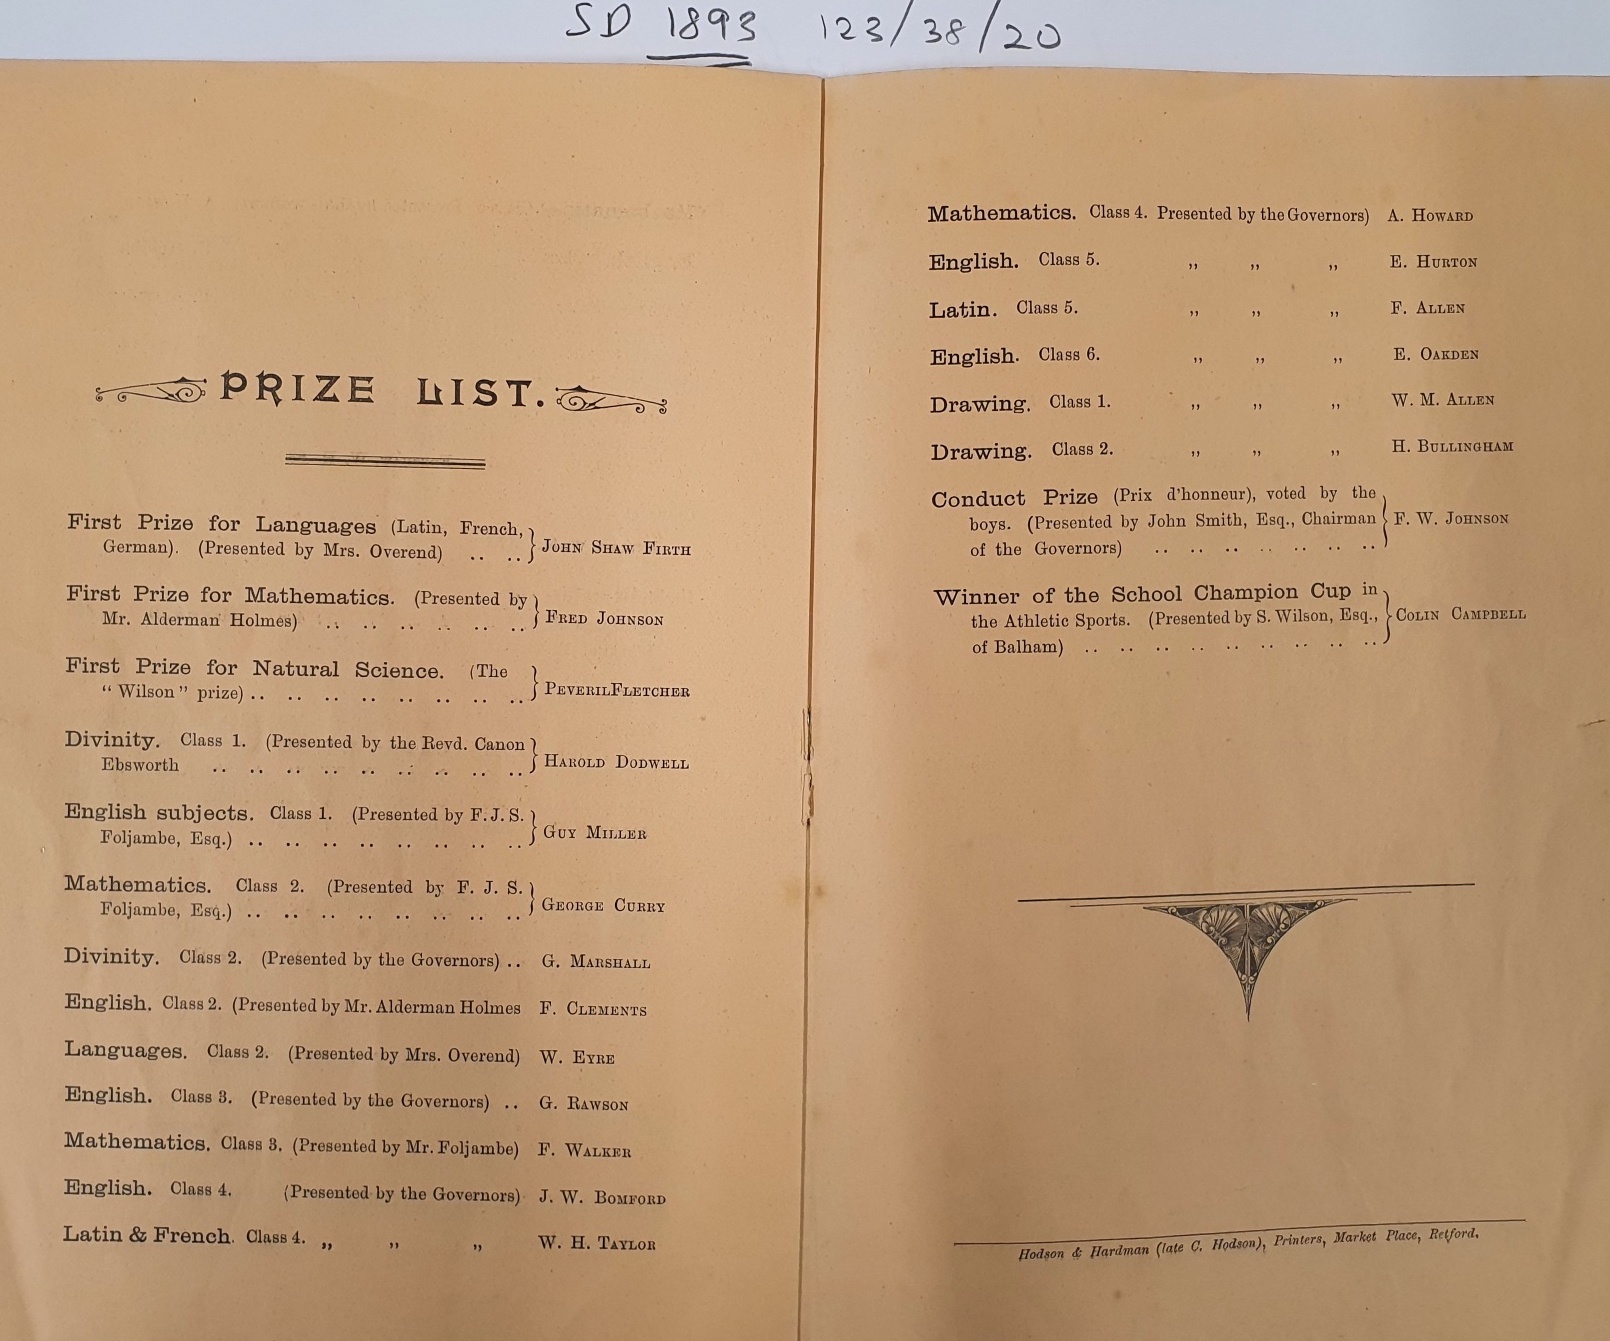 SD 1893 123/38/20
PRIZE LIST.
First Prize for Languages (Latin, French,
German). (Presented by Mrs. Overend) .. .. } JOHN SHAW FIRTH
First Prize for Mathematics. (Presented by
Mr. Alderman Holmes) .. .. .. .. .. .. } FRED JOHNSON
First Prize for Natural Science. (The
"Wilson" prize) .. .. .. .. .. .. .. .. } PEVERIL FLETCHER
Divinity. Class 1. (Presented by the Revd. Canon
Ebsworth .. .. .. .. .. .. .. .. .. } HAROLD DODWELL
English subjects. Class 1. (Presented by F. J. S.
Foljambe, Esq.) .. .. .. .. .. .. .. .. } GUY MILLER
Mathematics. Class 2. (Presented by F. J. S.
Foljambe, Esq.) .. .. .. .. .. .. .. .. } GEORGE CURRY
Divinity. Class 2. (Presented by the Governors) .. G. MARSHALL
English. Class 2. (Presented by Mr. Alderman Holmes F. CLEMENTS
Languages. Class 2. (Presented by Mrs. Overend) W. EYRE
English. Class 3. (Presented by the Governors) .. G. RAWSON
Mathematics. Class 3. (Presented by Mr. Foljambe) F. WALKER
English. Class 4. (Presented by the Governors) J. W. BOMFORD
Latin & French. Class 4. ,, ,, ,, W. H. TAYLOR
Mathematics. Class 4. Presented by the Governors) A. HOWARD
English. Class 5. ,, ,, ,, E. HURTON
Latin. Class 5. ,, ,, ,, F. ALLEN
English. Class 6. ,, ,, ,, E. OAKDEN
Drawing. Class 1. ,, ,, ,, W. M. ALLEN
Drawing. Class 2. ,, ,, ,, H. BULLINGHAM
Conduct Prize (Prix d'honneur), voted by the
boys. (Presented by John Smith, Esq., Chairman } F. W. JOHNSON
of the Governors) .. .. .. .. .. .. ..
Winner of the School Champion Cup in
the Athletic Sports. (Presented by S. Wilson, Esq., } COLIN CAMPBELL
of Balham) .. .. .. .. .. .. .. .. ..
Hodson & Hardman (late C. Hodson), Printers, Market Place, Retford.